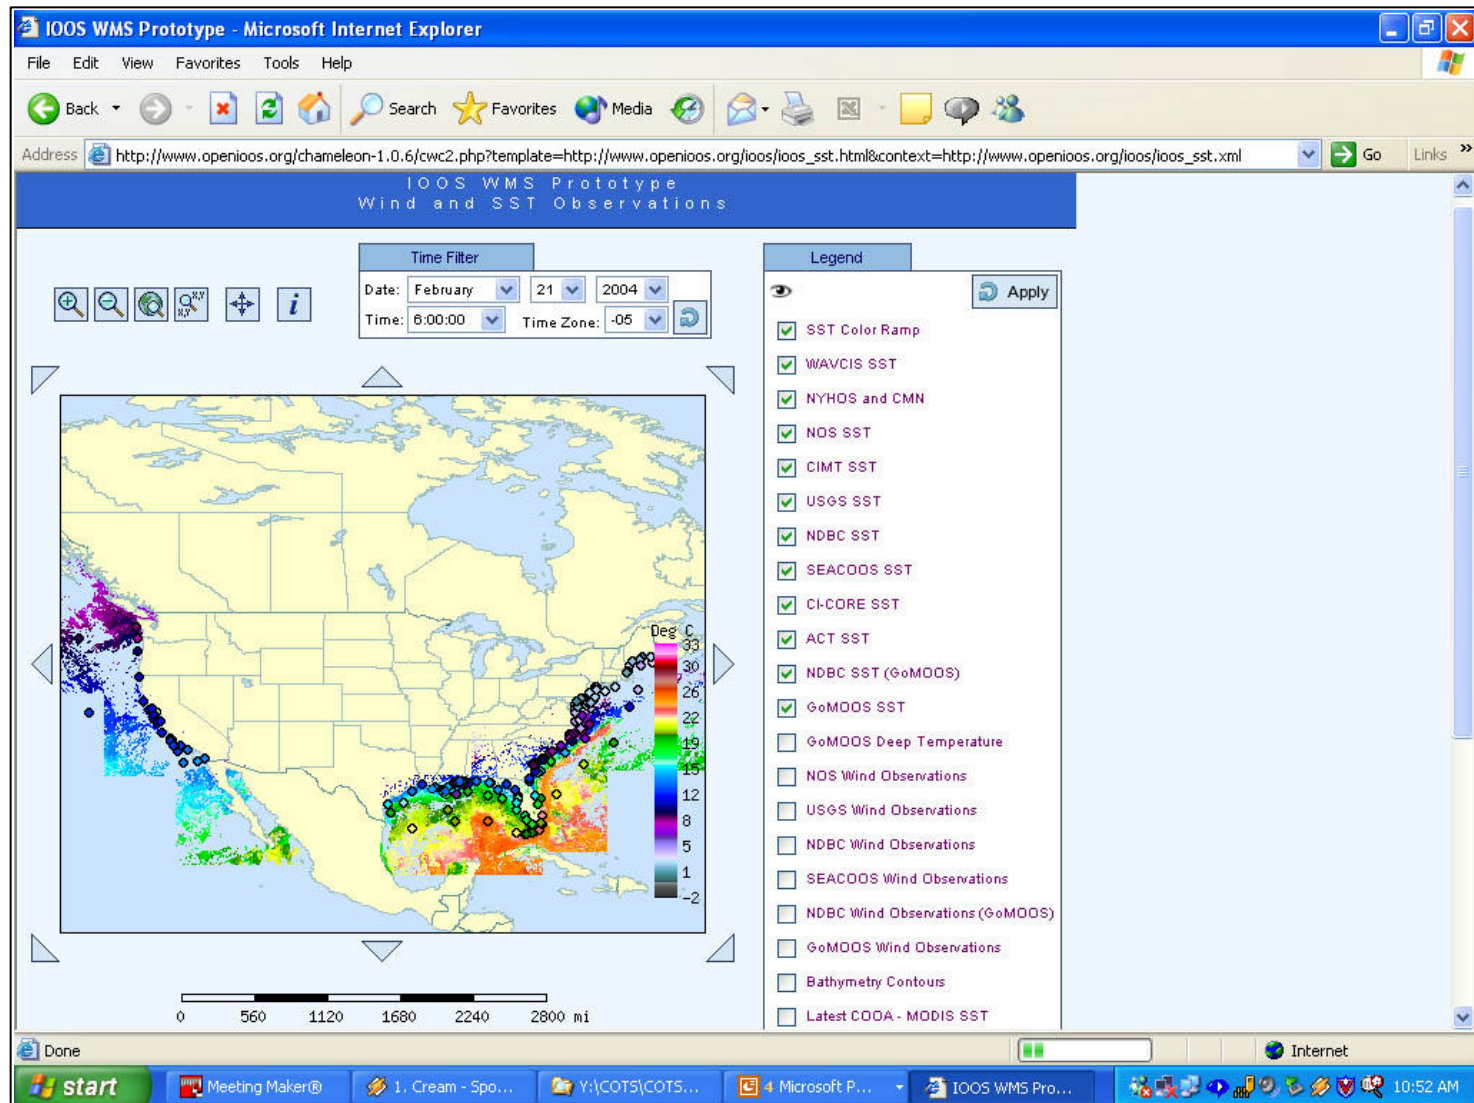 IOOS WMS Prototype - Microsoft Internet Explorer
File Edit View Favorites Tools Help
Back Search Favorites Media
Address http://www.openioos.org/chameleon-1.0.6/cwc2.php?template=http://www.openioos.org/ioos/ioos_sst.html&context=http://www.openioos.org/ioos/ioos_sst.xml Go Links »
IOOS WMS Prototype
Wind and SST Observations
Time Filter
Date: February 21 2004
Time: 6:00:00 Time Zone: -05
Legend
Apply
SST Color Ramp
WAVCIS SST
NYHOS and CMN
NOS SST
CIMT SST
USGS SST
NDBC SST
SEACOOS SST
CI-CORE SST
ACT SST
NDBC SST (GoMOOS)
GoMOOS SST
GoMOOS Deep Temperature
NOS Wind Observations
USGS Wind Observations
NDBC Wind Observations
SEACOOS Wind Observations
NDBC Wind Observations (GoMOOS)
GoMOOS Wind Observations
Bathymetry Contours
Latest COOA - MODIS SST
Deg C
33
30
26
22
19
15
12
8
5
1
-2
0 560 1120 1680 2240 2800 mi
Done Internet
start Meeting Maker® 1. Cream - Spo... Y:\COTS\COTS... 4 Microsoft P... IOOS WMS Pro... 10:52 AM